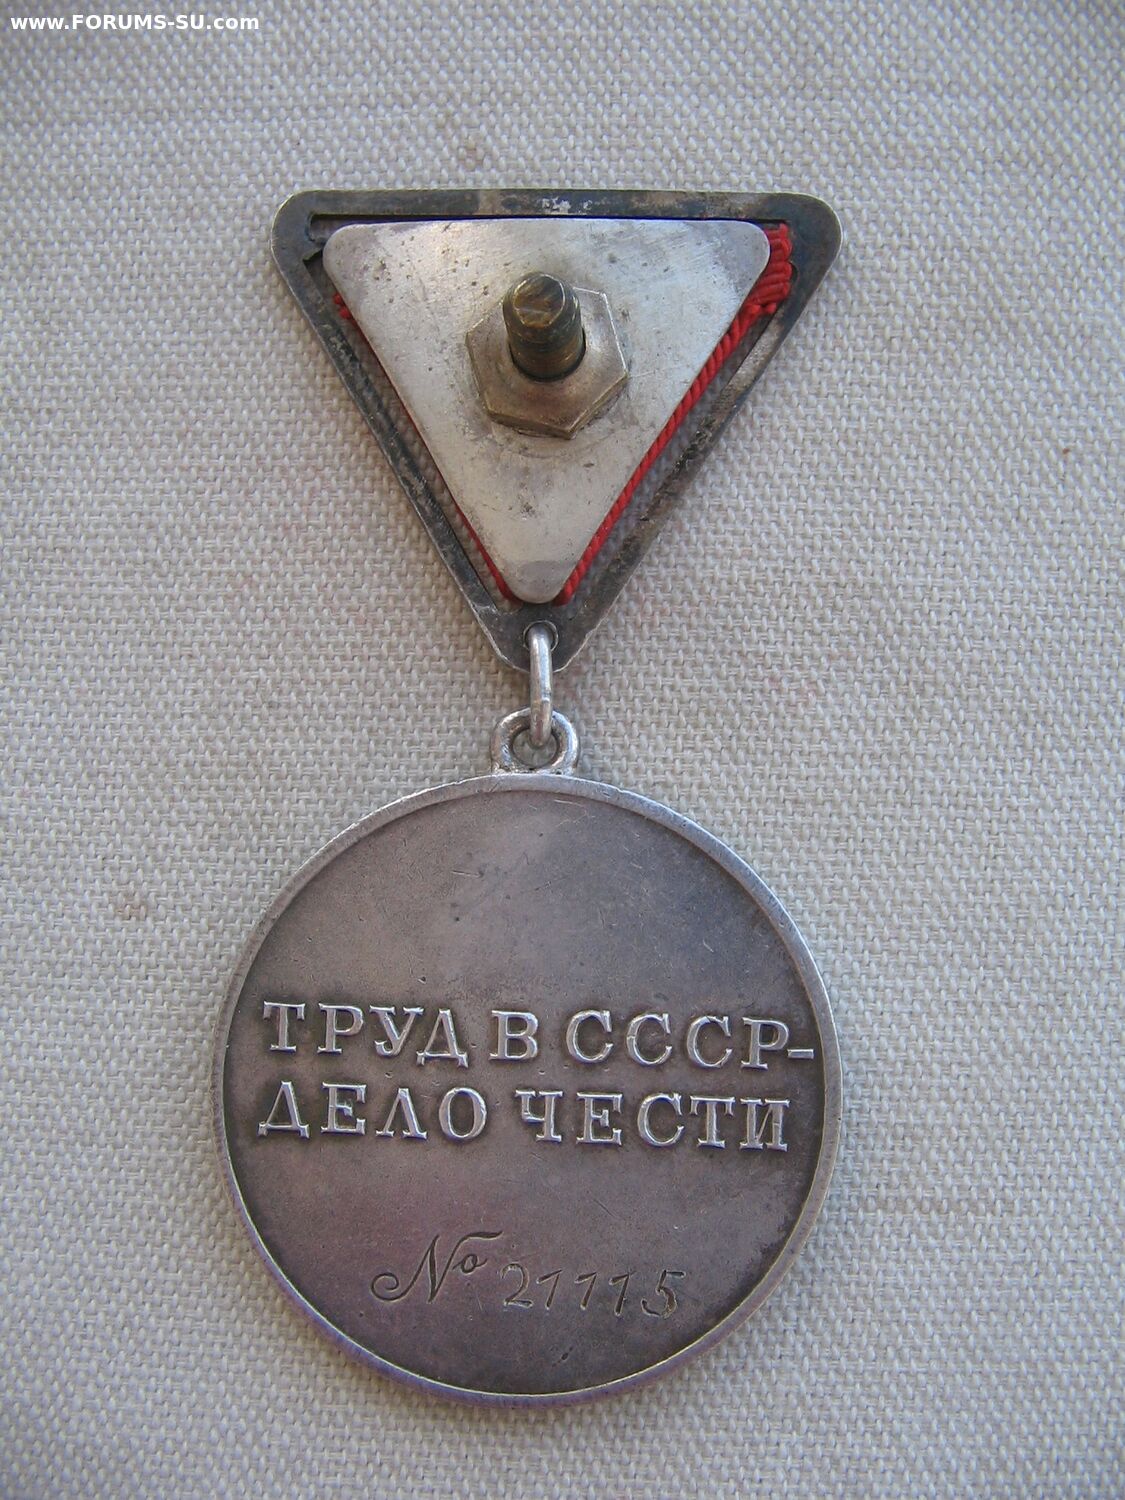 www.FORUMS-SU.com
ТРУД В СССР-
ДЕЛО ЧЕСТИ
№ 21115